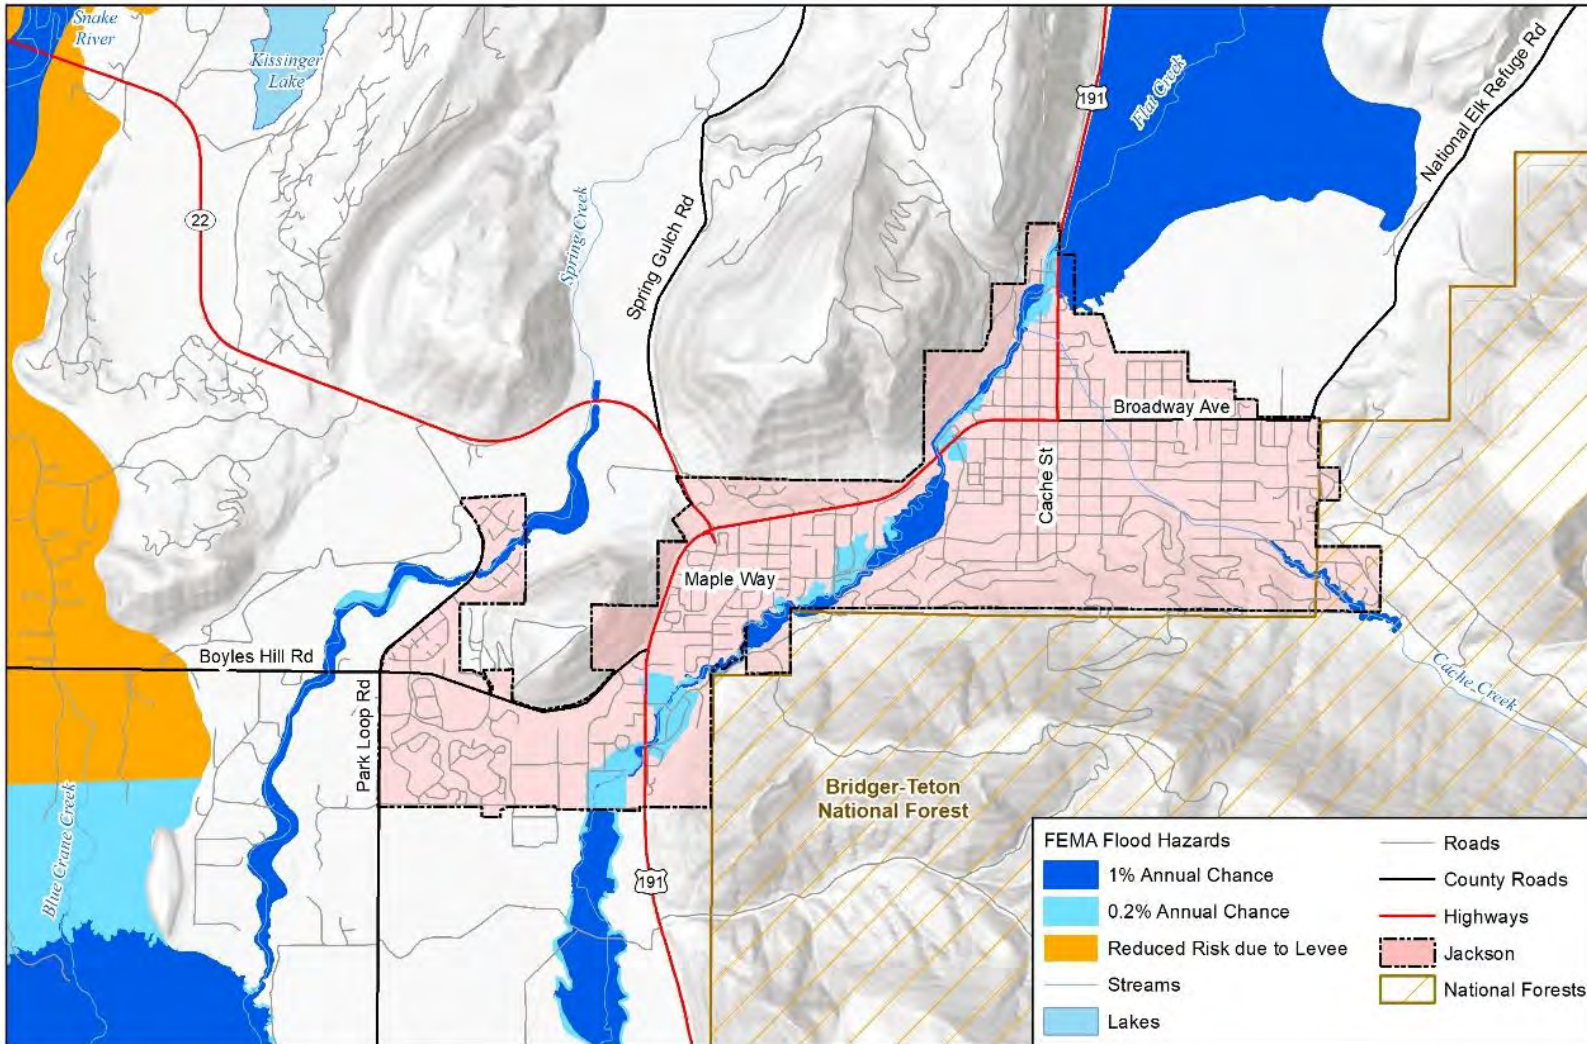 Snake
River
Kissinger
Lake
191
Flat Creek
National Elk Refuge Rd
22
Spring Creek
Spring Gulch Rd
Broadway Ave
Cache St
Maple Way
Boyles Hill Rd
Park Loop Rd
Cache Creek
Blue Crane Creek
Bridger-Teton
National Forest
191
FEMA Flood Hazards
1% Annual Chance
0.2% Annual Chance
Reduced Risk due to Levee
Streams
Lakes
Roads
County Roads
Highways
Jackson
National Forests